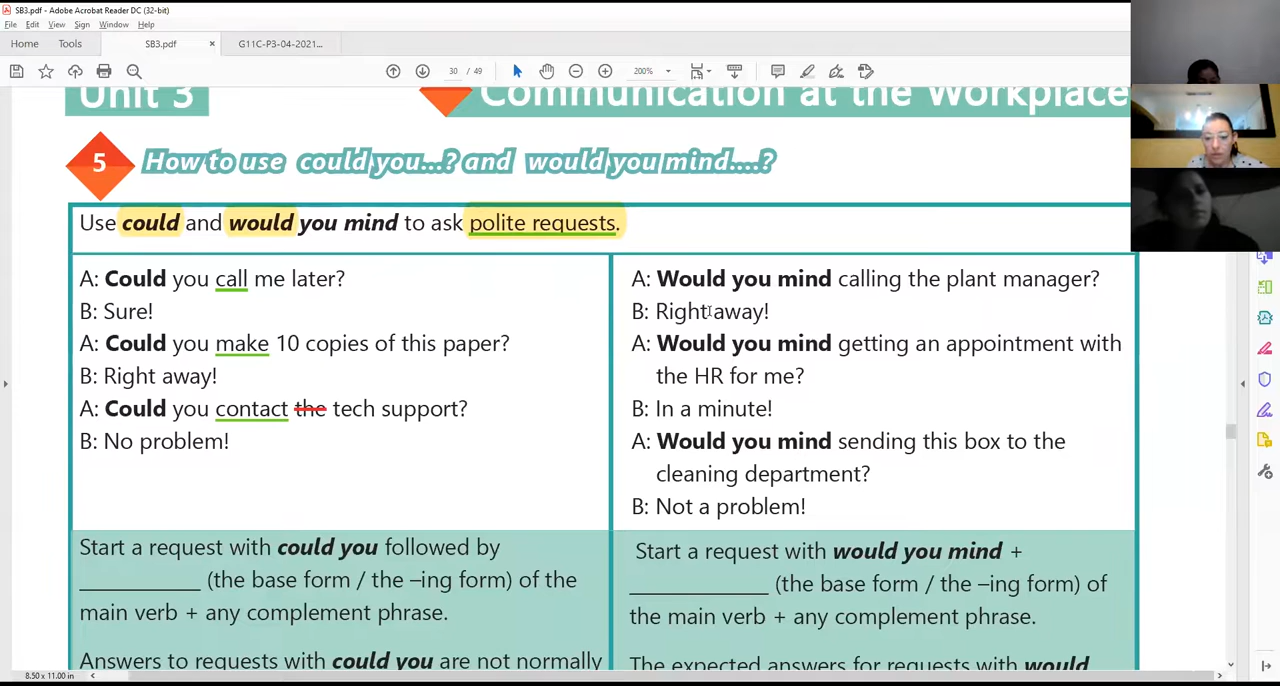 SB3.pdf - Adobe Acrobat Reader DC (32-bit)
File Edit View Sign Window Help
Home Tools SB3.pdf × G11C-P3-04-2021...
30 / 49 200%
Unit 3 Communication at the Workplace
5 How to use could you...? and would you mind....?
Use could and would you mind to ask polite requests.
A: Could you call me later?
B: Sure!
A: Could you make 10 copies of this paper?
B: Right away!
A: Could you contact the tech support?
B: No problem!
A: Would you mind calling the plant manager?
B: Right away!
A: Would you mind getting an appointment with
the HR for me?
B: In a minute!
A: Would you mind sending this box to the
cleaning department?
B: Not a problem!
Start a request with could you followed by
___________ (the base form / the –ing form) of the
main verb + any complement phrase.
Answers to requests with could you are not normally
Start a request with would you mind +
____________ (the base form / the –ing form) of
the main verb + any complement phrase.
The expected answers for requests with would
8.50 x 11.00 in